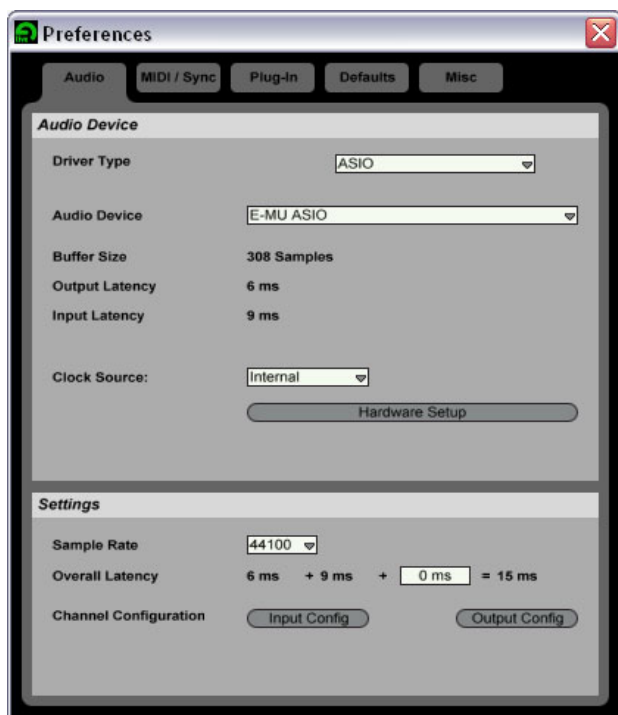 Preferences
Audio MIDI / Sync Plug-In Defaults Misc
Audio Device
Driver Type ASIO
Audio Device E-MU ASIO
Buffer Size 308 Samples
Output Latency 6 ms
Input Latency 9 ms
Clock Source: Internal
Hardware Setup
Settings
Sample Rate 44100
Overall Latency 6 ms + 9 ms + 0 ms = 15 ms
Channel Configuration Input Config Output Config